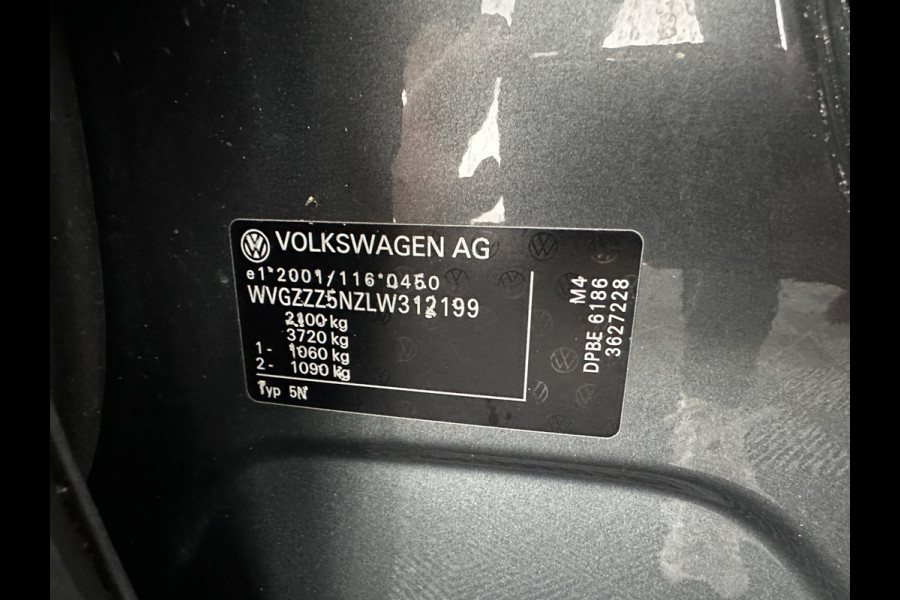 VOLKSWAGEN AG
e1*2001/116*0450
WVGZZZ5NZLW312199
2100 kg
3720 kg
1- 1060 kg
2- 1090 kg
Typ 5N
M4
DPBE 6186
3627228